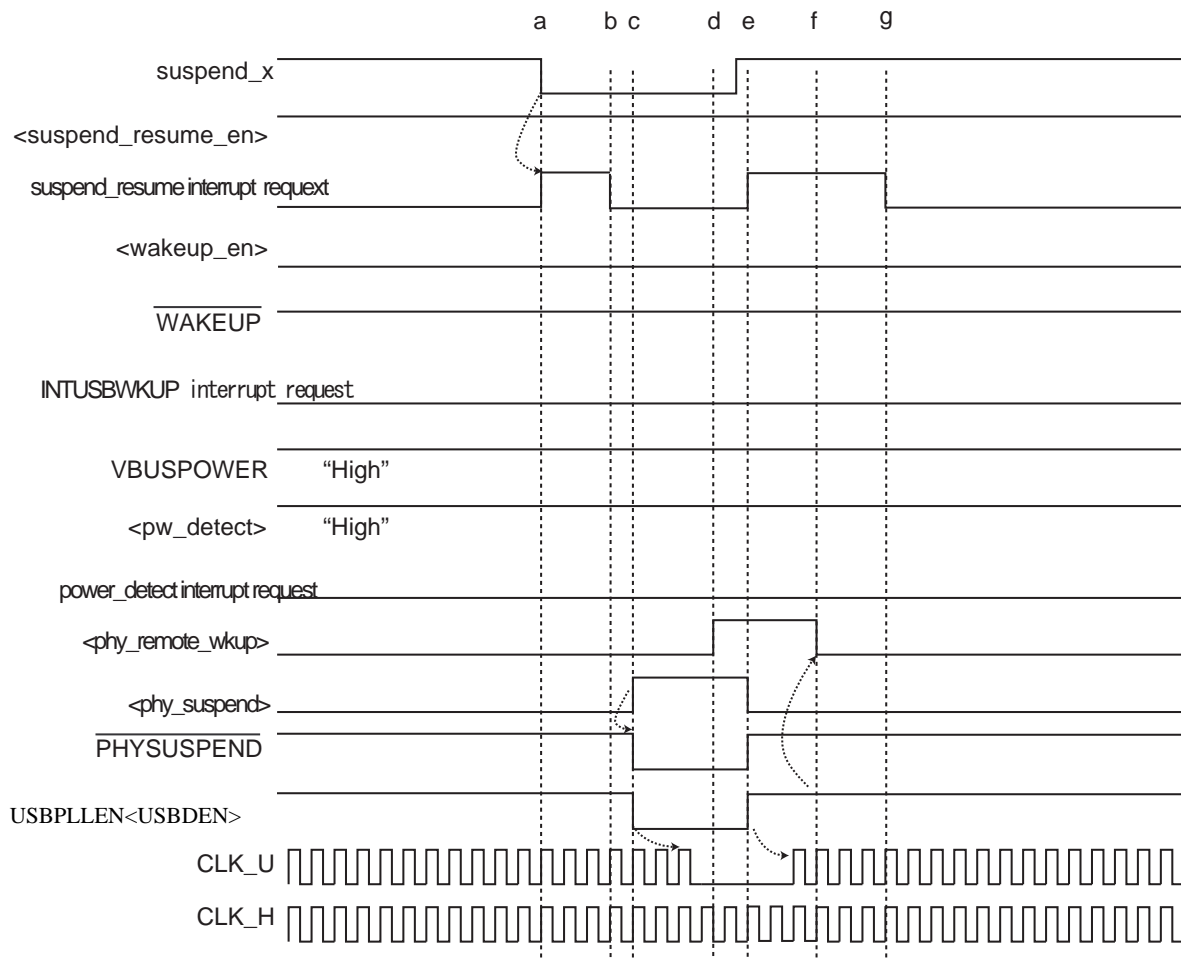 a b c d e f g
suspend_x
<suspend_resume_en>
suspend_resume interrupt requext
<wakeup_en>
WAKEUP
INTUSBWKUP interrupt request
VBUSPOWER “High”
<pw_detect> “High”
power_detect interrupt request
<phy_remote_wkup>
<phy_suspend>
PHYSUSPEND
USBPLLEN<USBDEN>
CLK_U
CLK_H